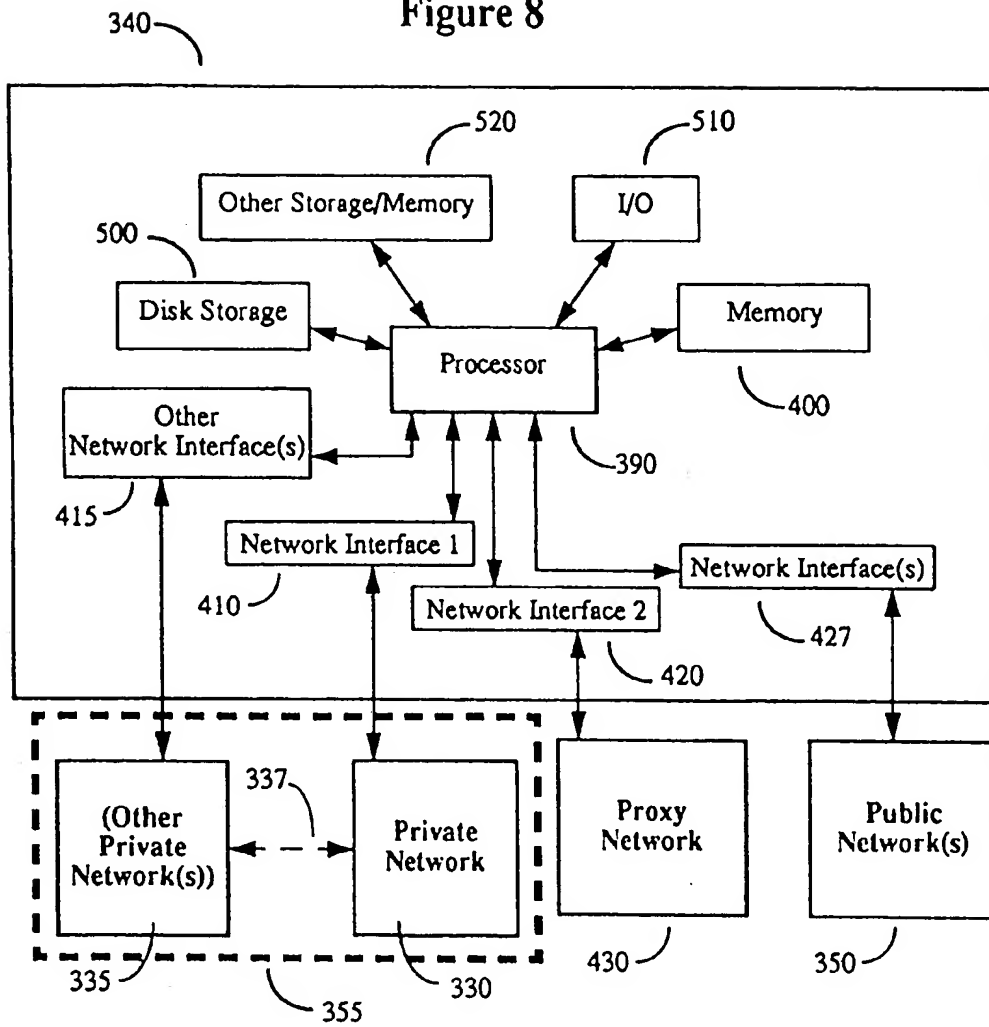 Figure 8
340
520
510
Other Storage/Memory
I/O
500
Disk Storage
Memory
Processor
400
Other
Network Interface(s)
390
415
Network Interface 1
Network Interface(s)
410
Network Interface 2
427
420
337
(Other
Private
Network(s))
Private
Network
Proxy
Network
Public
Network(s)
335
330
430
350
355